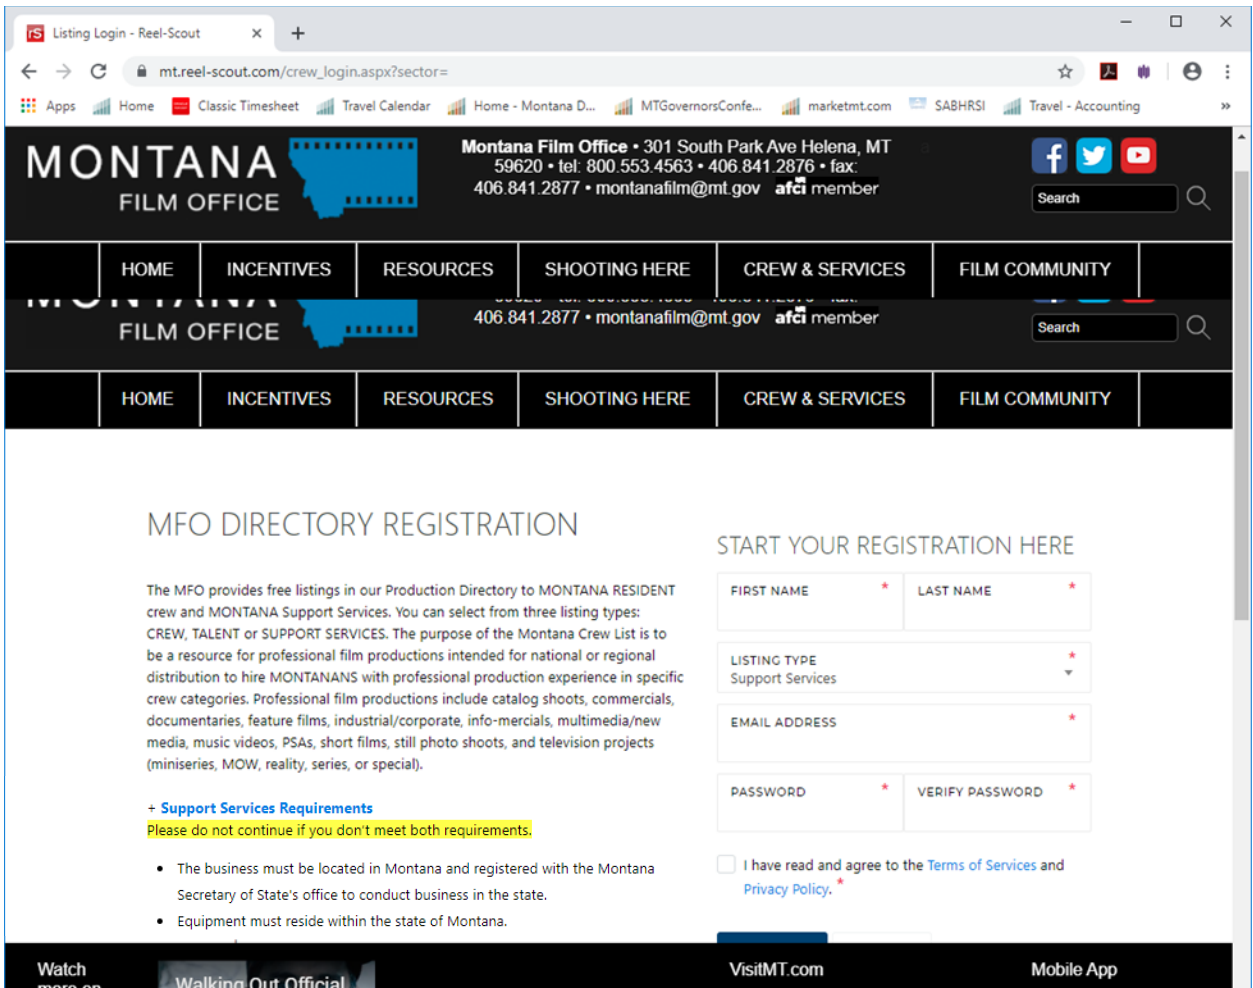 Listing Login - Reel-Scout
mt.reel-scout.com/crew_login.aspx?sector=
Apps Home Classic Timesheet Travel Calendar Home - Montana D... MTGovernorsConfe... marketmt.com SABHRSI Travel - Accounting »
MONTANA
FILM OFFICE
Montana Film Office • 301 South Park Ave Helena, MT
59620 • tel: 800.553.4563 • 406.841.2876 • fax:
406.841.2877 • montanafilm@mt.gov afci member
Search
HOME INCENTIVES RESOURCES SHOOTING HERE CREW & SERVICES FILM COMMUNITY
MONTANA
FILM OFFICE
406.841.2877 • montanafilm@mt.gov afci member
Search
HOME INCENTIVES RESOURCES SHOOTING HERE CREW & SERVICES FILM COMMUNITY
MFO DIRECTORY REGISTRATION
The MFO provides free listings in our Production Directory to MONTANA RESIDENT
crew and MONTANA Support Services. You can select from three listing types:
CREW, TALENT or SUPPORT SERVICES. The purpose of the Montana Crew List is to
be a resource for professional film productions intended for national or regional
distribution to hire MONTANANS with professional production experience in specific
crew categories. Professional film productions include catalog shoots, commercials,
documentaries, feature films, industrial/corporate, info-mercials, multimedia/new
media, music videos, PSAs, short films, still photo shoots, and television projects
(miniseries, MOW, reality, series, or special).
+ Support Services Requirements
Please do not continue if you don't meet both requirements.
• The business must be located in Montana and registered with the Montana
Secretary of State's office to conduct business in the state.
• Equipment must reside within the state of Montana.
START YOUR REGISTRATION HERE
FIRST NAME * LAST NAME *
LISTING TYPE *
Support Services
EMAIL ADDRESS *
PASSWORD * VERIFY PASSWORD *
I have read and agree to the Terms of Services and
Privacy Policy. *
Watch
more on
Walking Out Official
VisitMT.com
Mobile App